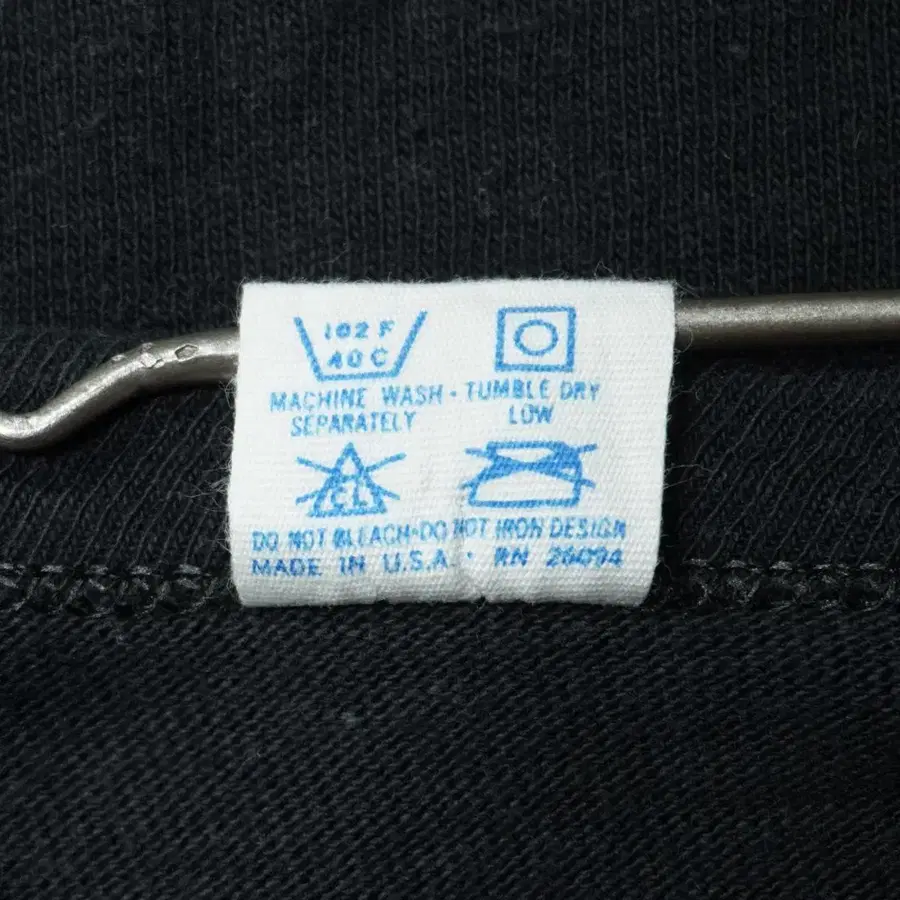 102 F
40 C
MACHINE WASH · TUMBLE DRY
SEPARATELY LOW
CL
DO NOT BLEACH·DO NOT IRON DESIGN
MADE IN U.S.A. · RN 26094